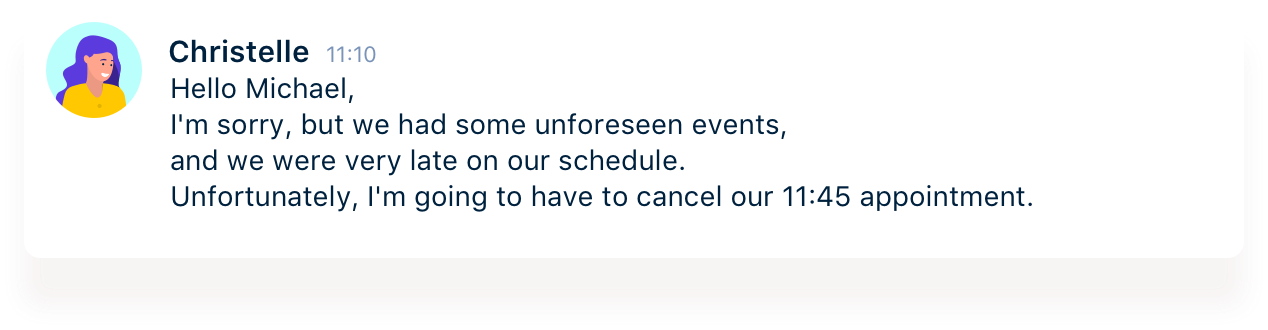 Christelle 11:10
Hello Michael,
I'm sorry, but we had some unforeseen events,
and we were very late on our schedule.
Unfortunately, I'm going to have to cancel our 11:45 appointment.